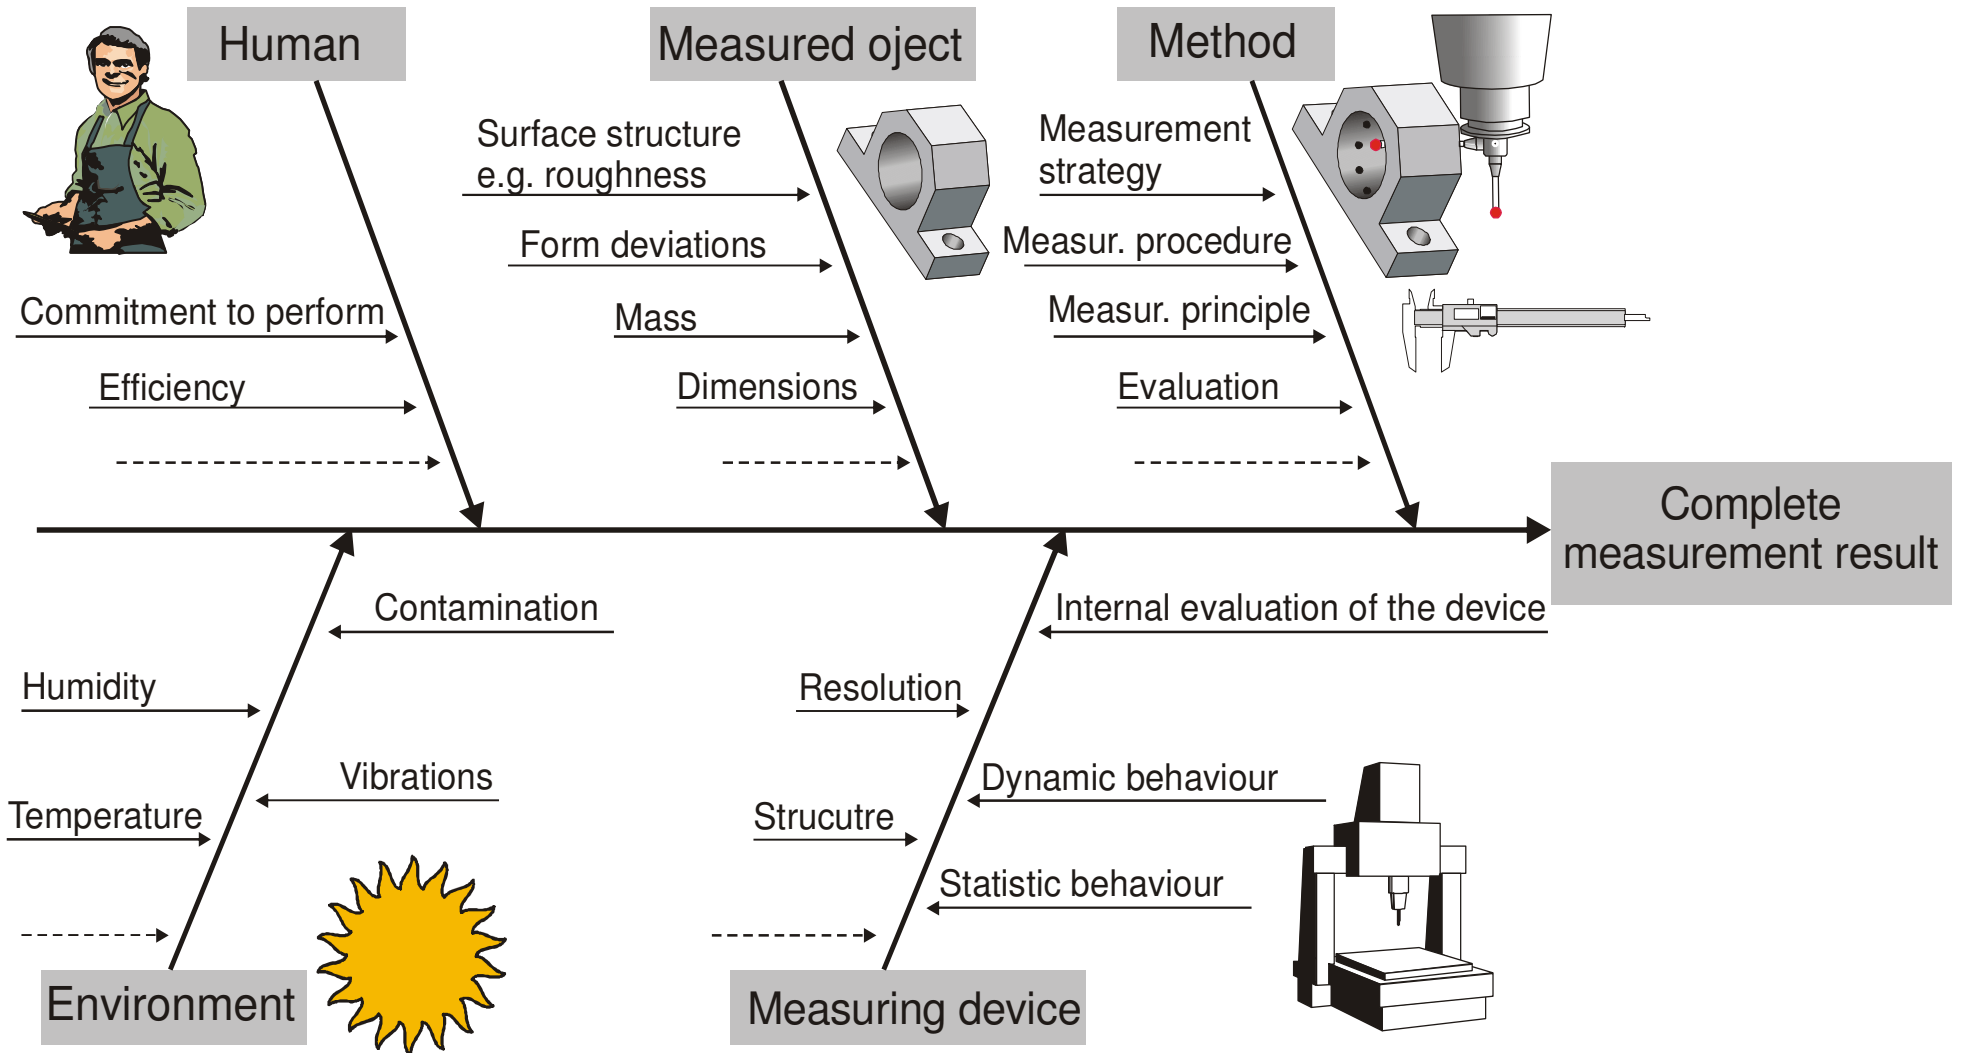 Human
Measured oject
Method
Surface structure
e.g. roughness
Measurement
strategy
Form deviations
Measur. procedure
Commitment to perform
Mass
Measur. principle
Efficiency
Dimensions
Evaluation
Complete
measurement result
Contamination
Internal evaluation of the device
Humidity
Resolution
Vibrations
Dynamic behaviour
Temperature
Strucutre
Statistic behaviour
Environment
Measuring device